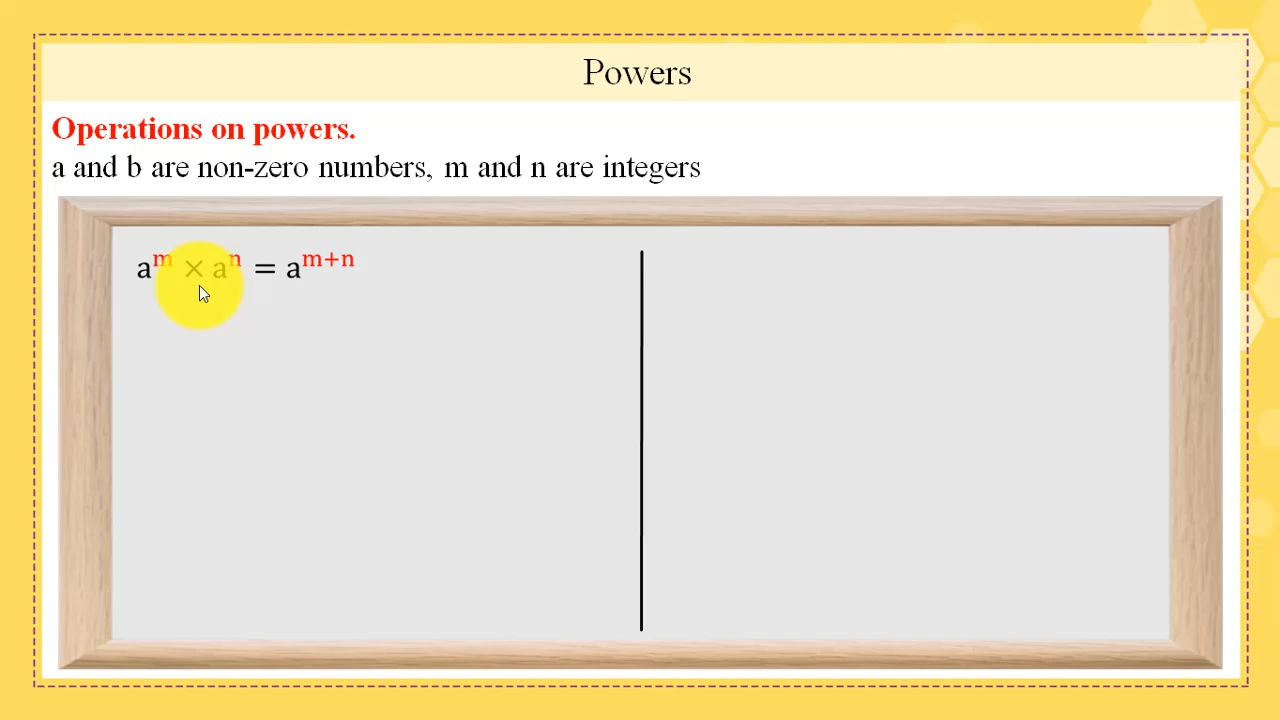 Powers
Operations on powers.
a and b are non-zero numbers, m and n are integers
aᵐ × aⁿ = aᵐ⁺ⁿ